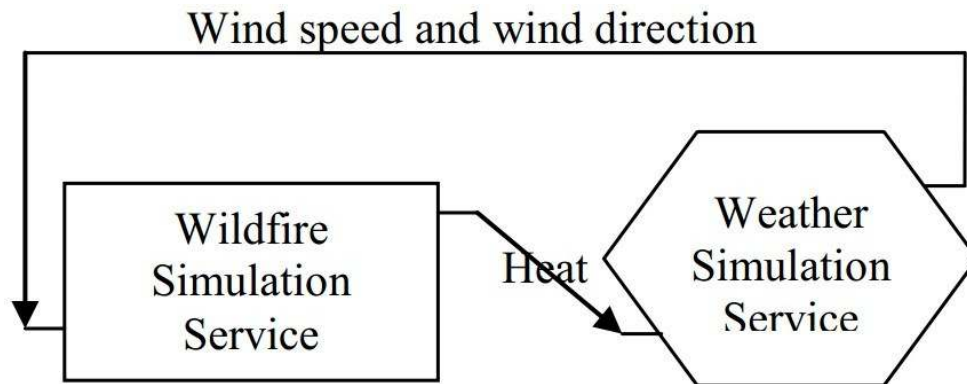 Wind speed and wind direction
Wildfire
Simulation
Service
Heat
Weather
Simulation
Service